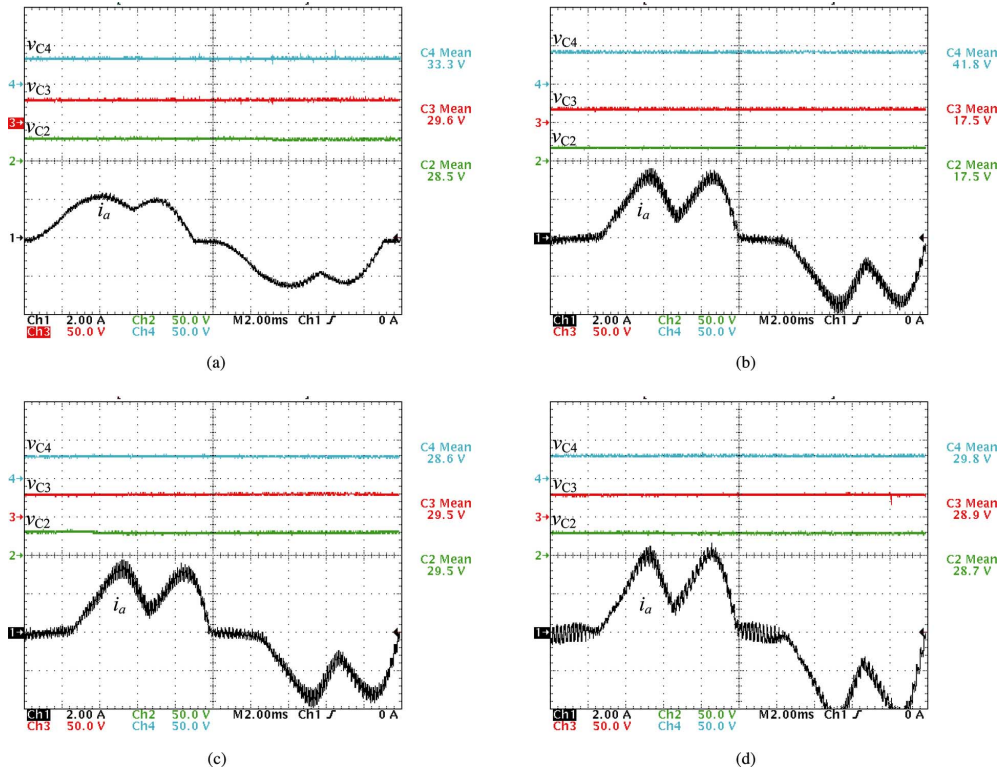 vC4
C4 Mean
33.3 V
4
vC3
C3 Mean
29.6 V
3
vC2
C2 Mean
28.5 V
2
ia
1
Ch1 2.00 A Ch2 50.0 V M2.00ms Ch1 0 A
Ch3 50.0 V Ch4 50.0 V
(a)
vC4
C4 Mean
41.8 V
4
vC3
C3 Mean
17.5 V
3
vC2
C2 Mean
17.5 V
2
ia
1
Ch1 2.00 A Ch2 50.0 V M2.00ms Ch1 0 A
Ch3 50.0 V Ch4 50.0 V
(b)
vC4
C4 Mean
28.6 V
4
vC3
C3 Mean
29.5 V
3
vC2
C2 Mean
29.5 V
2
ia
1
Ch1 2.00 A Ch2 50.0 V M2.00ms Ch1 0 A
Ch3 50.0 V Ch4 50.0 V
(c)
vC4
C4 Mean
29.8 V
4
vC3
C3 Mean
28.9 V
3
vC2
C2 Mean
28.7 V
2
ia
1
Ch1 2.00 A Ch2 50.0 V M2.00ms Ch1 0 A
Ch3 50.0 V Ch4 50.0 V
(d)